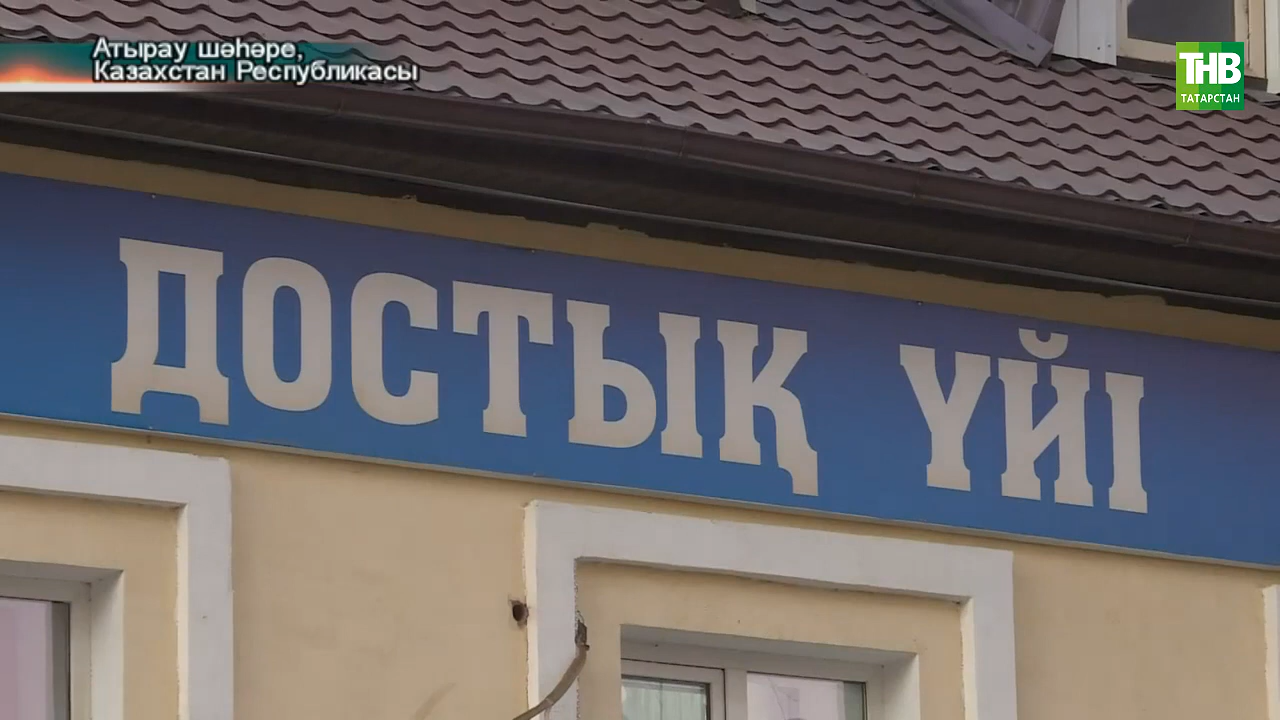 Атырау шәһәре,
Казахстан Республикасы
ТНВ
ТАТАРСТАН
ДОСТЫҚ ҮЙІ